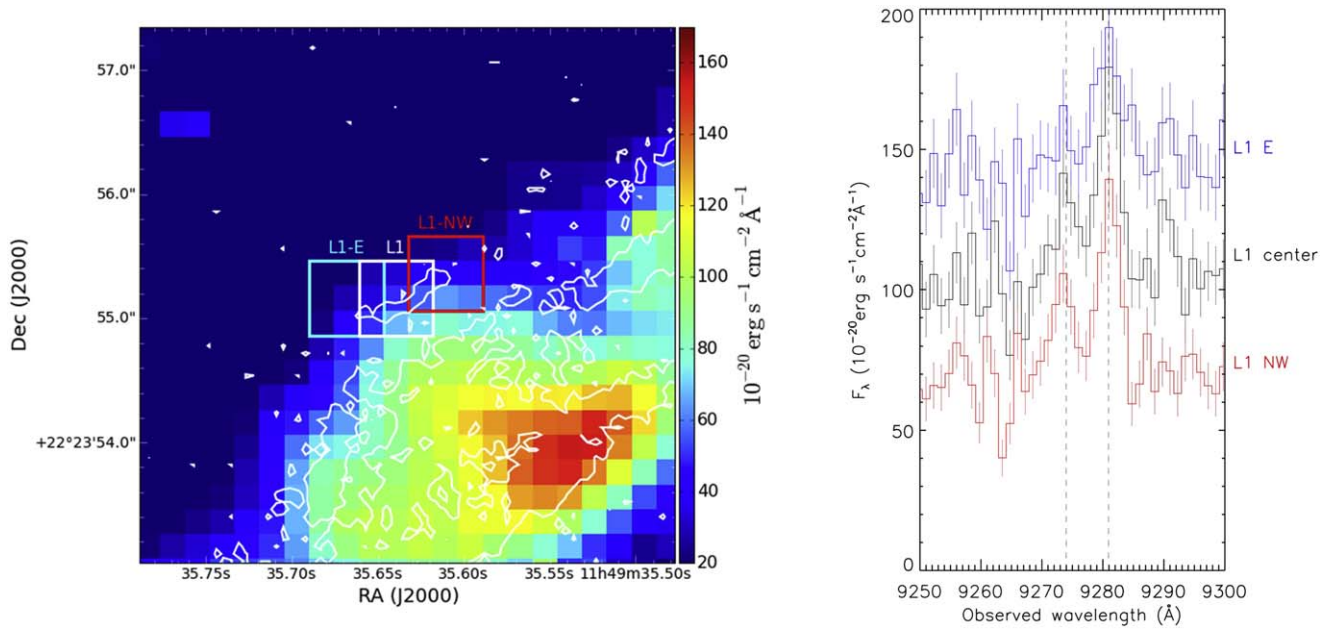 57.0"
56.0"
55.0"
+22°23'54.0"
Dec (J2000)
L1-E
L1
L1-NW
35.75s
35.70s
35.65s
35.60s
35.55s
11h49m35.50s
RA (J2000)
160
140
120
100
80
60
40
20
10⁻²⁰ erg s⁻¹ cm⁻² Å⁻¹
200
150
100
50
0
F_λ (10⁻²⁰ erg s⁻¹cm⁻²Å⁻¹)
L1 E
L1 center
L1 NW
9250 9260 9270 9280 9290 9300
Observed wavelength (Å)